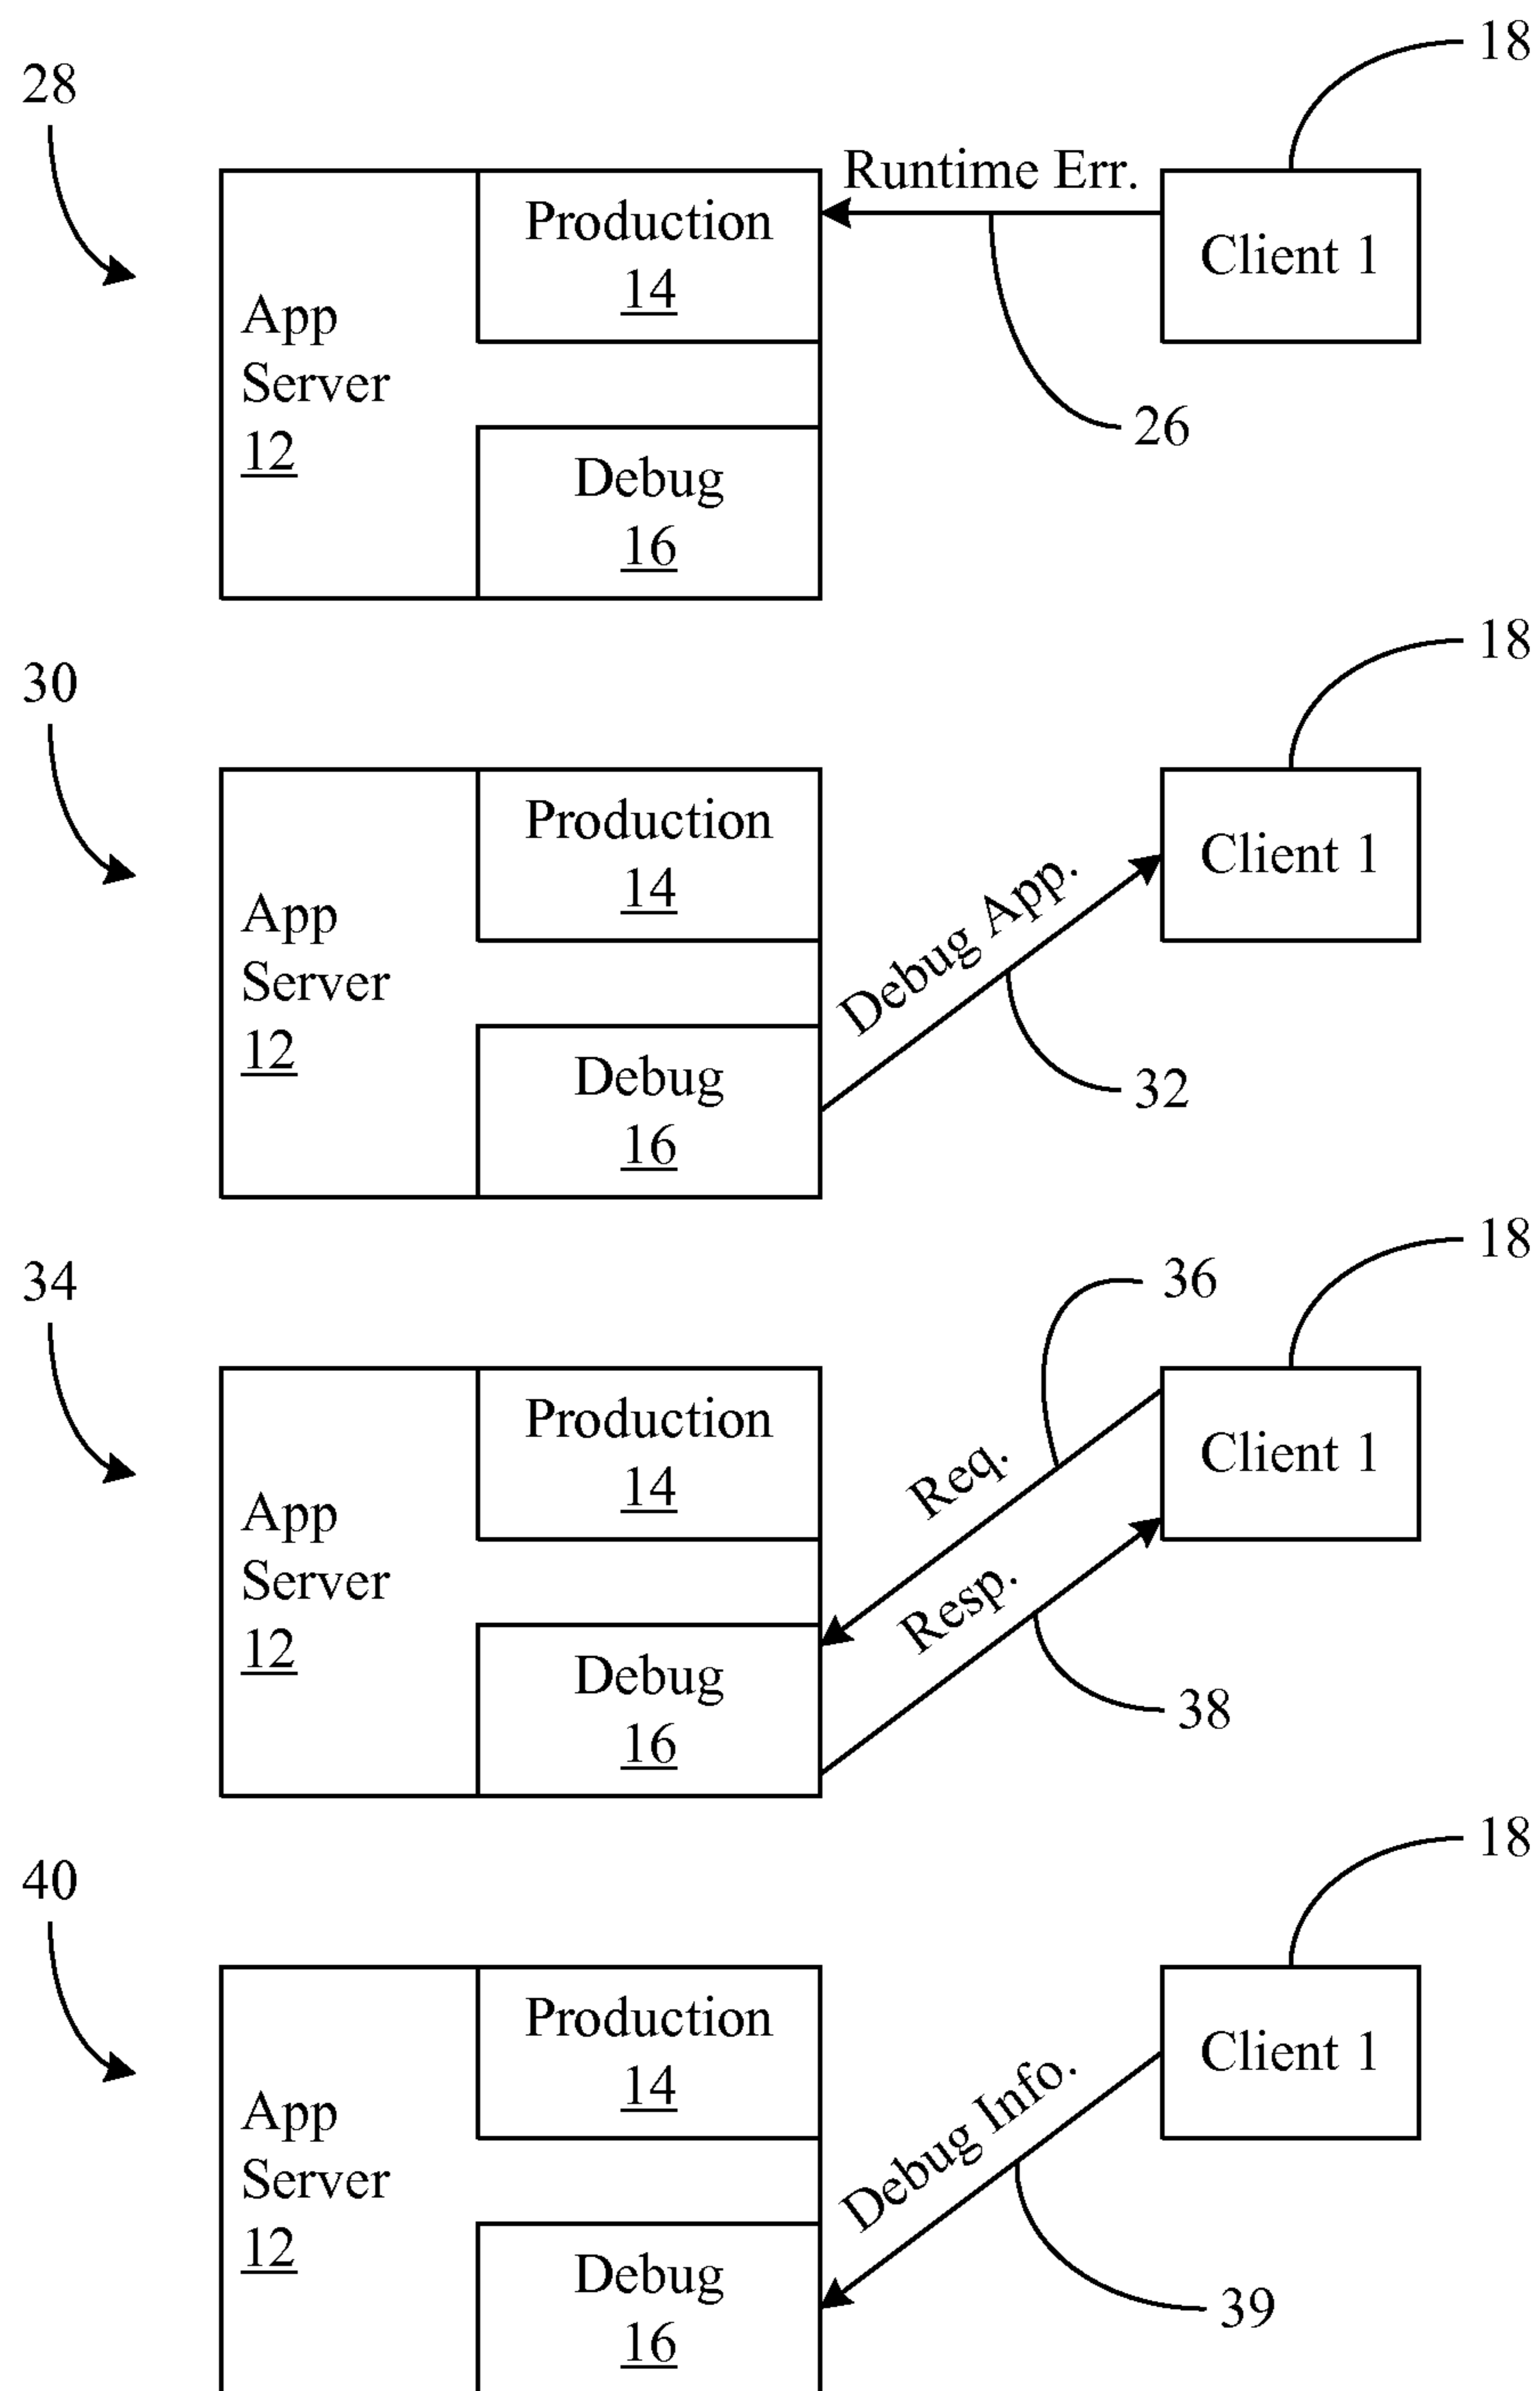 18
28
Runtime Err.
Production
14
Client 1
App
Server
12
26
Debug
16
18
30
Production
14
Client 1
Debug App.
App
Server
12
Debug
16
32
18
34
36
Production
14
Client 1
Req.
App
Server
12
Resp.
Debug
16
38
18
40
Production
14
Client 1
Debug Info.
App
Server
12
Debug
16
39